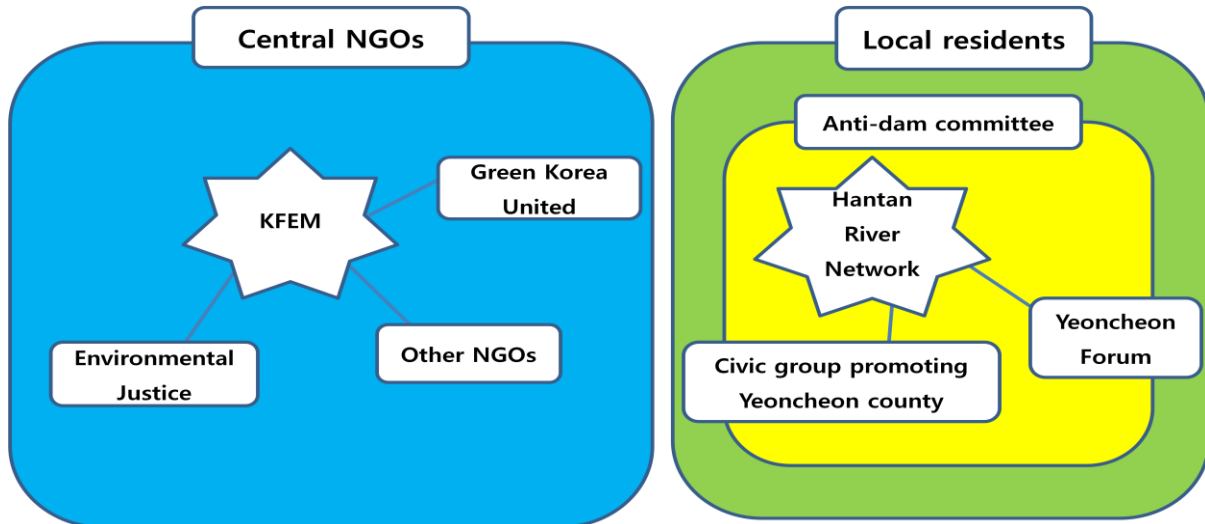 Central NGOs
KFEM
Green Korea
United
Environmental
Justice
Other NGOs
Local residents
Anti-dam committee
Hantan
River
Network
Yeoncheon
Forum
Civic group promoting
Yeoncheon county